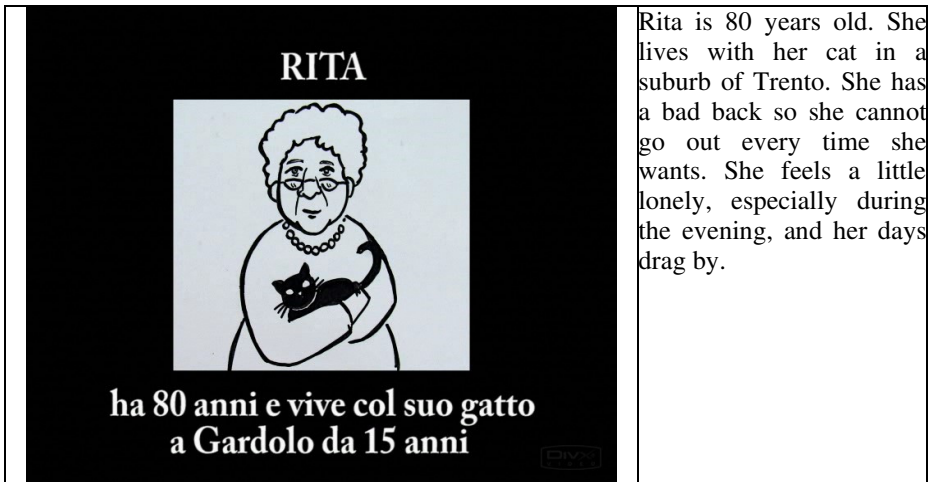 RITA
ha 80 anni e vive col suo gatto
a Gardolo da 15 anni
DivX
VIDEO
Rita is 80 years old. She
lives with her cat in a
suburb of Trento. She has
a bad back so she cannot
go out every time she
wants. She feels a little
lonely, especially during
the evening, and her days
drag by.